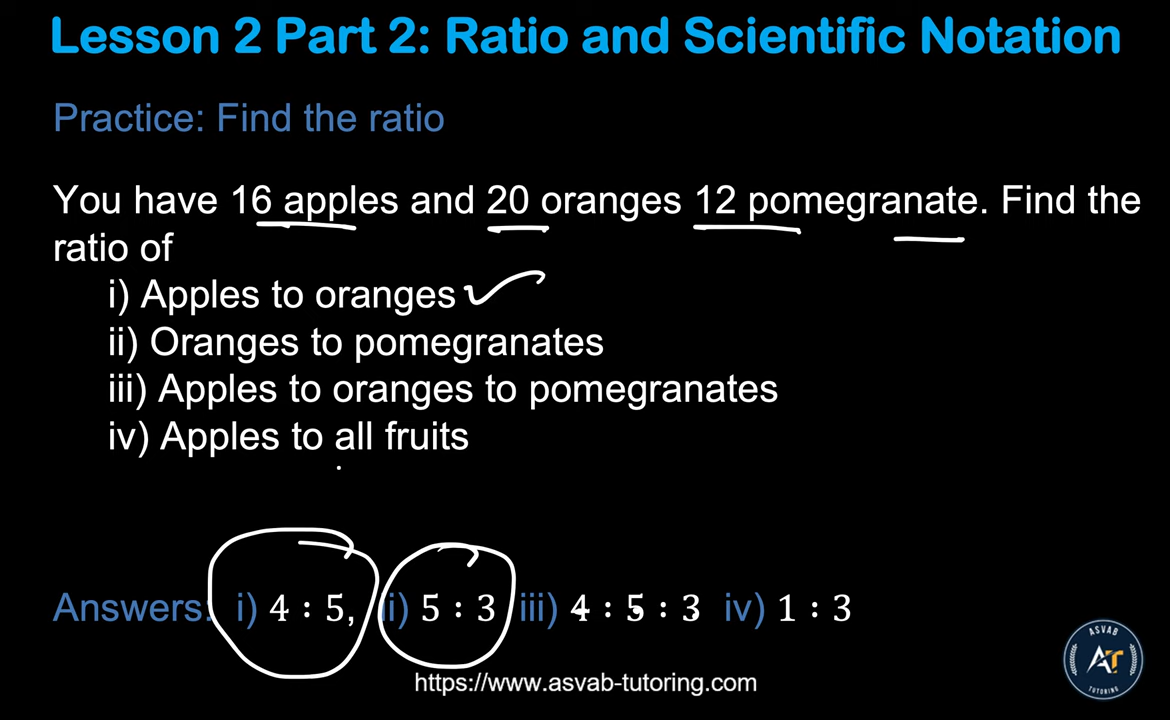 Lesson 2 Part 2: Ratio and Scientific Notation
Practice: Find the ratio
You have 16 apples and 20 oranges 12 pomegranate. Find the
ratio of
i) Apples to oranges
ii) Oranges to pomegranates
iii) Apples to oranges to pomegranates
iv) Apples to all fruits
Answers: i) 4 : 5, ii) 5 : 3 iii) 4 : 5 : 3 iv) 1 : 3
https://www.asvab-tutoring.com
ASVAB
AT
TUTORING